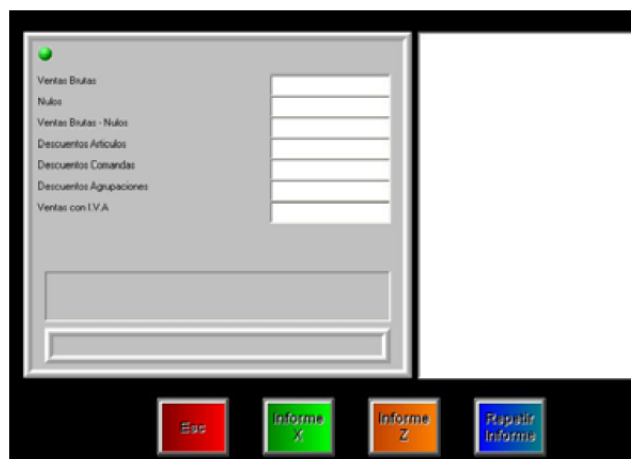 Ventas Brutas
Nulos
Ventas Brutas - Nulos
Descuentos Articulos
Descuentos Comandas
Descuentos Agrupaciones
Ventas con I.V.A
Esc
Informe
X
Informe
Z
Repetir
Informe